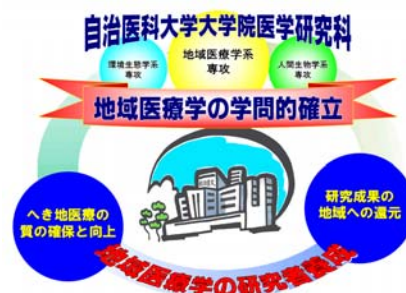 自治医科大学大学院医学研究科
環境生態学系
専攻
地域医療学系
専攻
人間生物学系
専攻
地域医療学の学問的確立
へき地医療の
質の確保と向上
研究成果の
地域への還元
地域医療学の研究者養成